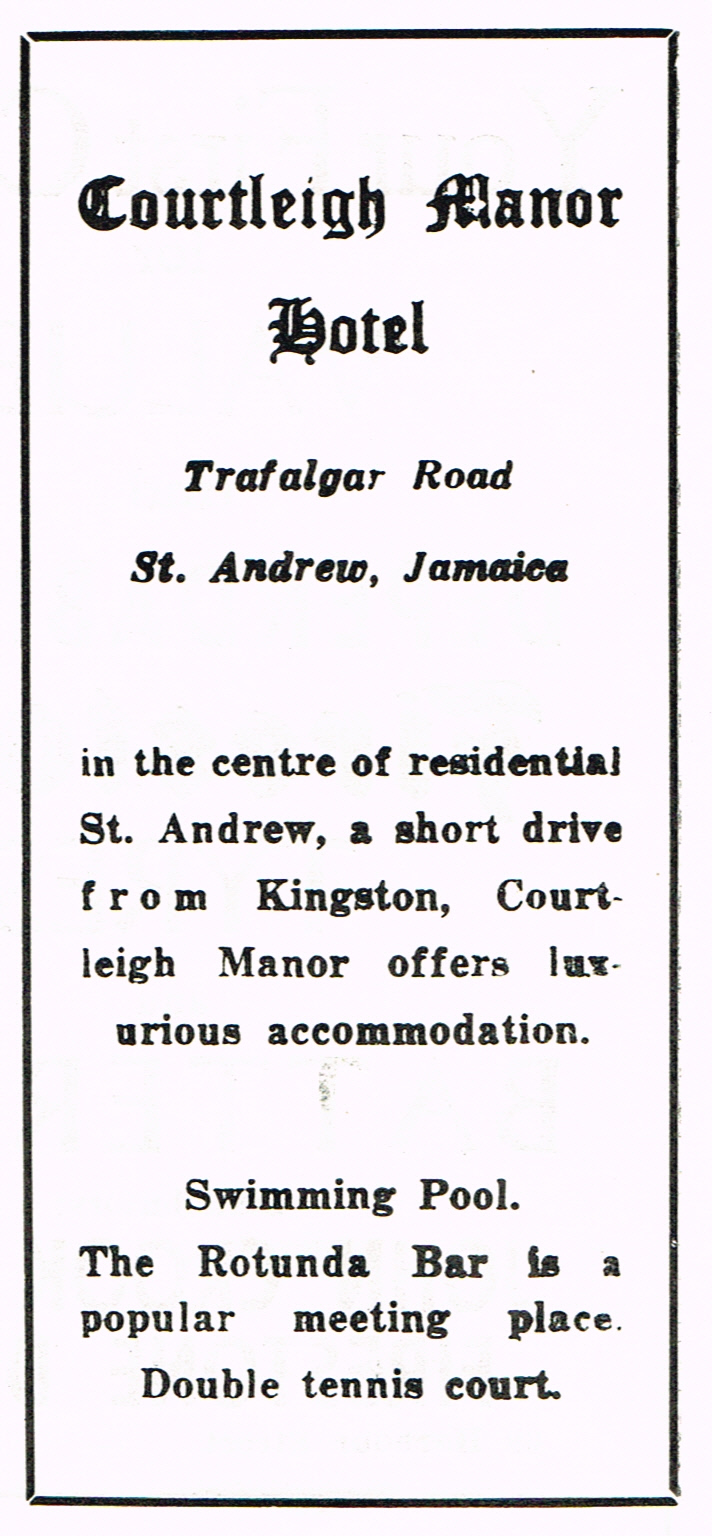 Courtleigh Manor
Hotel
Trafalgar Road
St. Andrew, Jamaica
in the centre of residential
St. Andrew, a short drive
from Kingston, Court-
leigh Manor offers lux-
urious accommodation.
Swimming Pool.
The Rotunda Bar is a
popular meeting place.
Double tennis court.